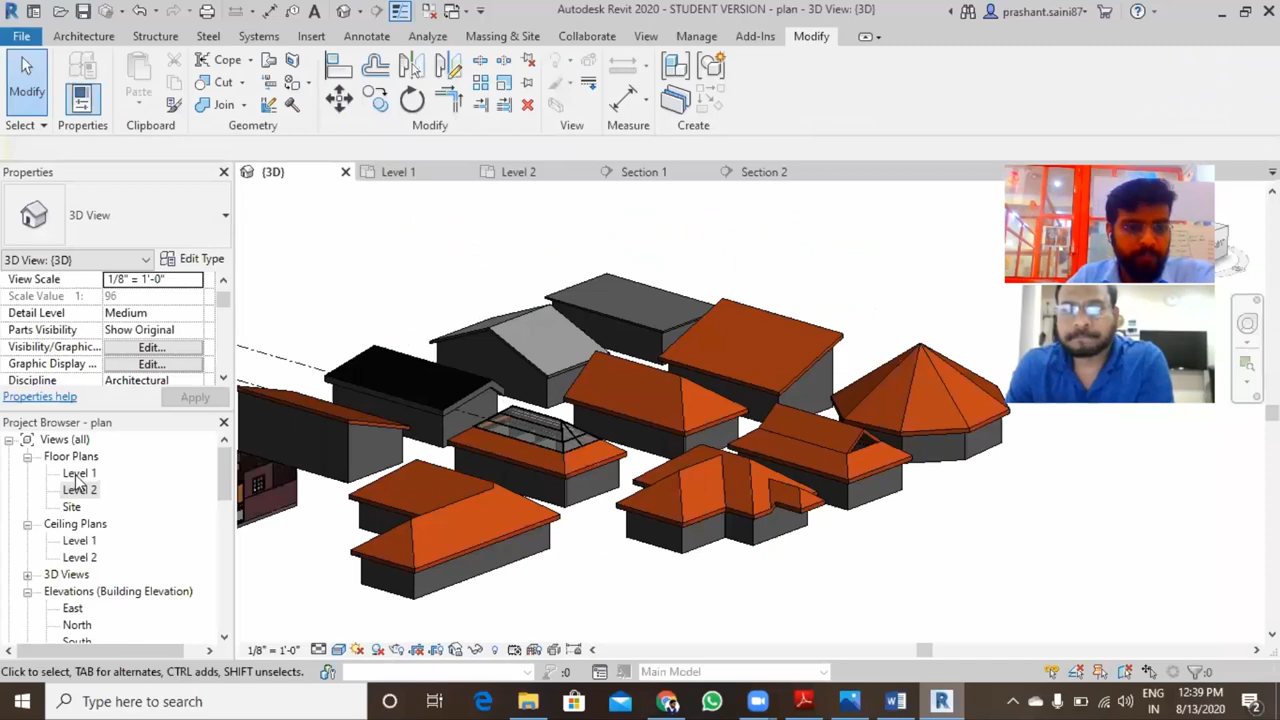 Autodesk Revit 2020 - STUDENT VERSION - plan - 3D View: {3D}
prashant.saini87
File
Architecture
Structure
Steel
Systems
Insert
Annotate
Analyze
Massing & Site
Collaborate
View
Manage
Add-Ins
Modify
Modify
Properties
Paste
Cope
Cut
Join
Select
Properties
Clipboard
Geometry
Modify
View
Measure
Create
Properties
{3D}
Level 1
Level 2
Section 1
Section 2
3D View
3D View: {3D}
Edit Type
View Scale
1/8" = 1'-0"
Scale Value 1:
96
Detail Level
Medium
Parts Visibility
Show Original
Visibility/Graphic...
Edit...
Graphic Display ...
Edit...
Discipline
Architectural
Properties help
Apply
Project Browser - plan
Views (all)
Floor Plans
Level 1
Level 2
Site
Ceiling Plans
Level 1
Level 2
3D Views
Elevations (Building Elevation)
East
North
South
1/8" = 1'-0"
Click to select, TAB for alternates, CTRL adds, SHIFT unselects.
:0
Main Model
:0
Type here to search
ENG
IN
12:39 PM
8/13/2020
2